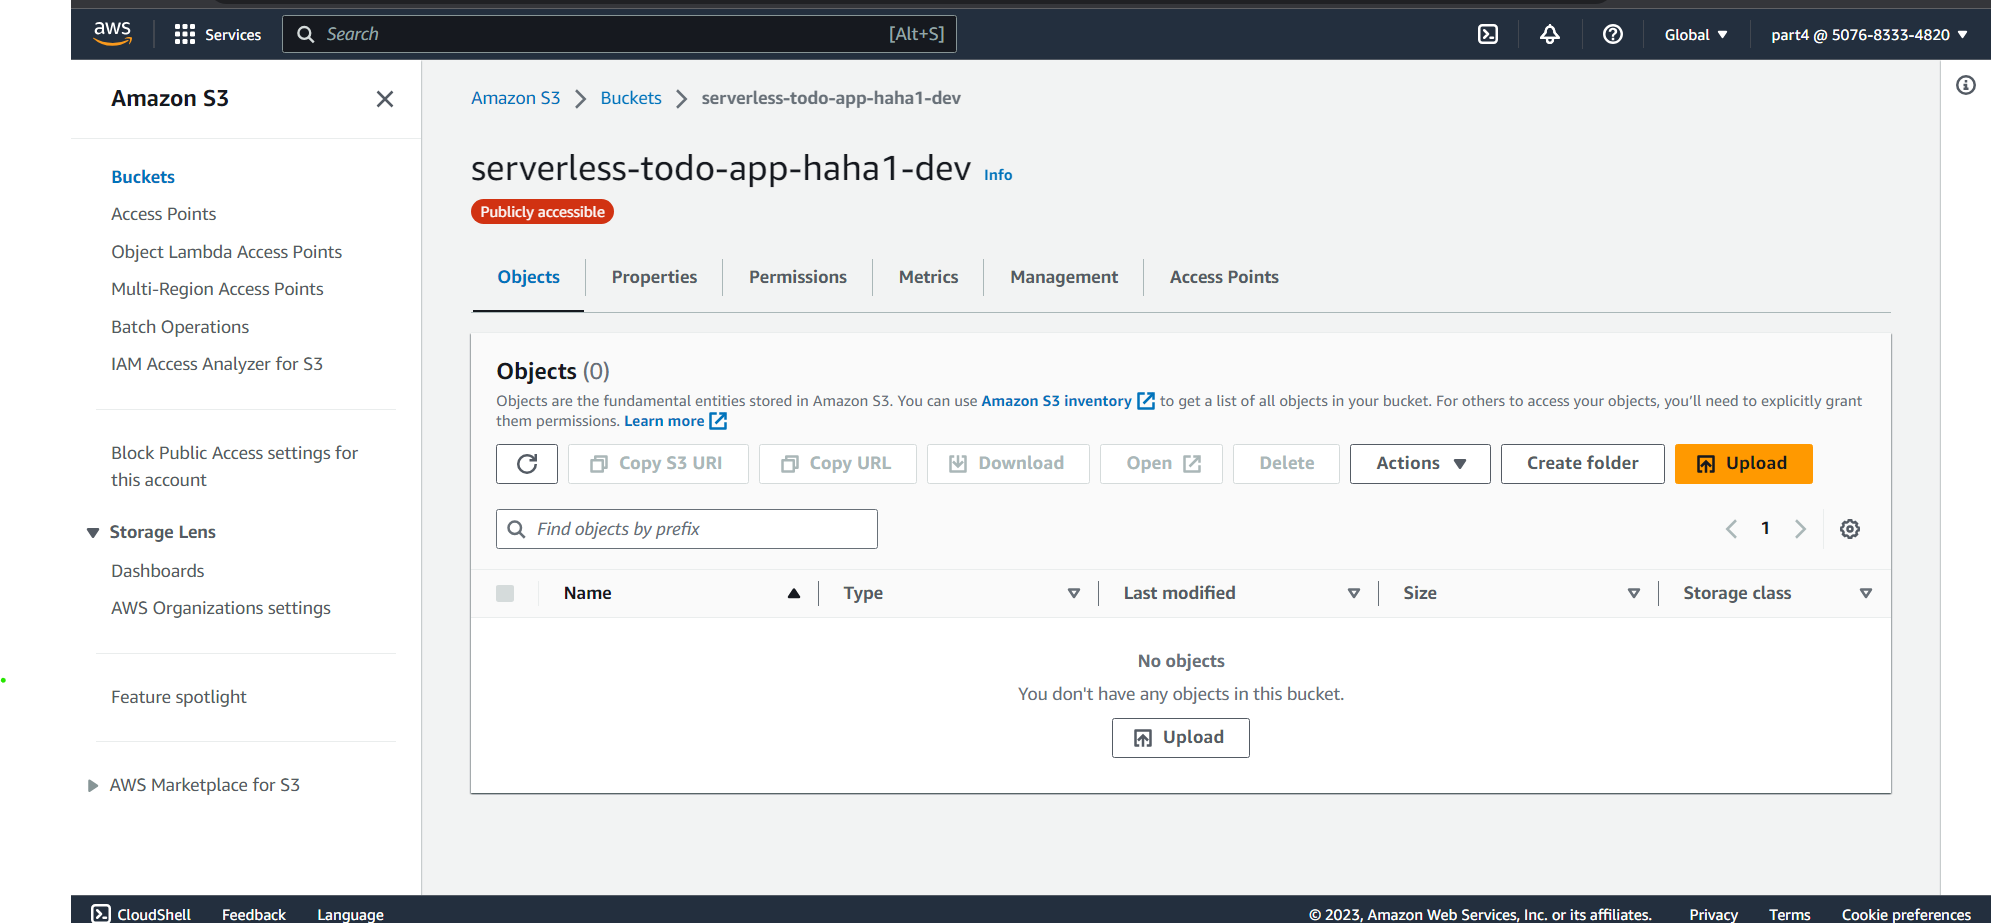 aws
Services
Search
[Alt+S]
Global
part4 @ 5076-8333-4820
Amazon S3
Buckets
Access Points
Object Lambda Access Points
Multi-Region Access Points
Batch Operations
IAM Access Analyzer for S3
Block Public Access settings for
this account
Storage Lens
Dashboards
AWS Organizations settings
Feature spotlight
AWS Marketplace for S3
Amazon S3 > Buckets > serverless-todo-app-haha1-dev
serverless-todo-app-haha1-dev Info
Publicly accessible
Objects
Properties
Permissions
Metrics
Management
Access Points
Objects (0)
Objects are the fundamental entities stored in Amazon S3. You can use Amazon S3 inventory to get a list of all objects in your bucket. For others to access your objects, you'll need to explicitly grant
them permissions. Learn more
Copy S3 URI
Copy URL
Download
Open
Delete
Actions
Create folder
Upload
Find objects by prefix
1
Name
Type
Last modified
Size
Storage class
No objects
You don't have any objects in this bucket.
Upload
CloudShell
Feedback
Language
© 2023, Amazon Web Services, Inc. or its affiliates.
Privacy
Terms
Cookie preferences